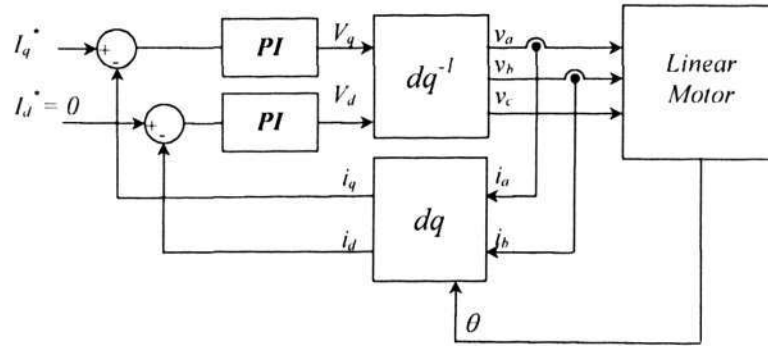 I_q^*
+
-
PI
V_q
dq^-1
v_a
v_b
v_c
Linear
Motor
I_d^* = 0
+
-
PI
V_d
i_q
i_d
dq
i_a
i_b
θ